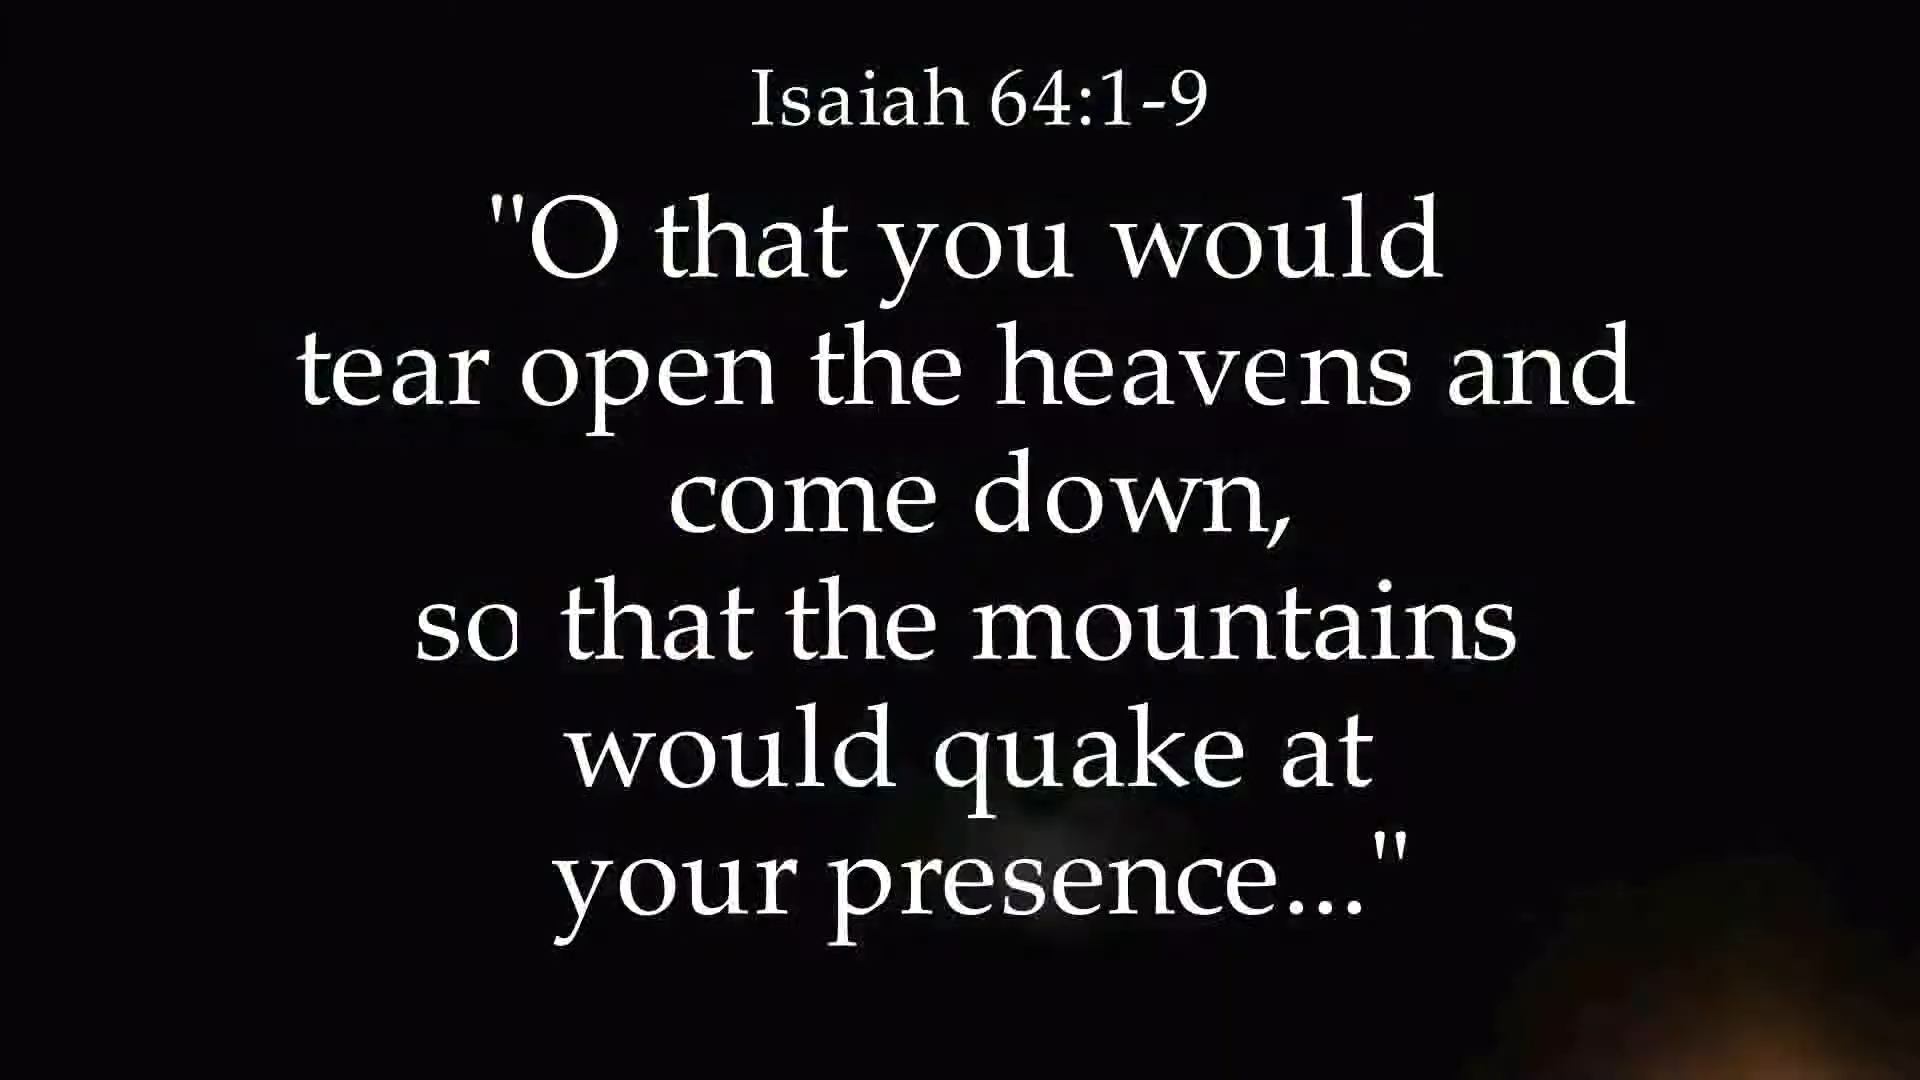 Isaiah 64:1-9
"O that you would
tear open the heavens and
come down,
so that the mountains
would quake at
your presence..."